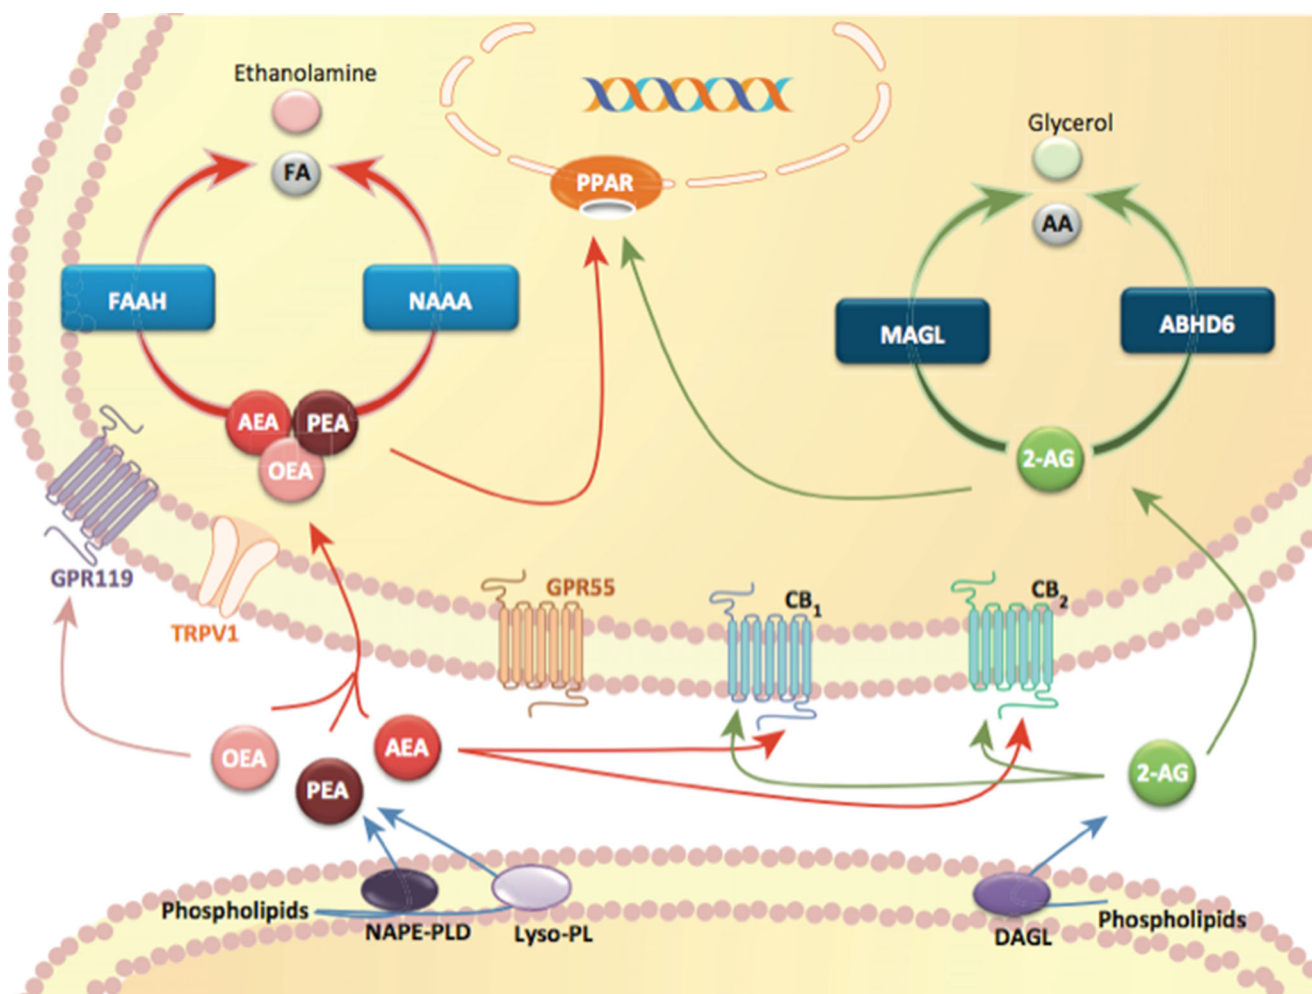 Ethanolamine
FA
PPAR
Glycerol
AA
FAAH
NAAA
MAGL
ABHD6
AEA
PEA
OEA
2-AG
GPR119
TRPV1
GPR55
CB1
CB2
OEA
PEA
AEA
2-AG
Phospholipids
NAPE-PLD
Lyso-PL
DAGL
Phospholipids